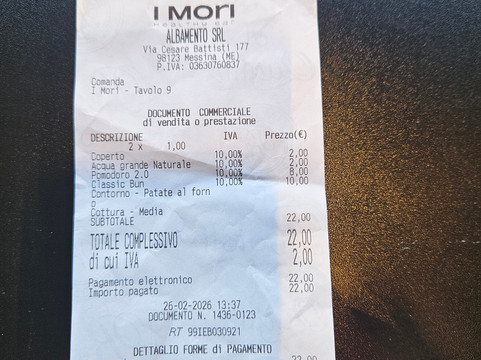 I MORI
HEALTHY BAR
ALBAMENTO SRL
Via Cesare Battisti 177
98123 Messina (ME)
P.IVA: 03630760837
Comanda
I Mori - Tavolo 9
DOCUMENTO COMMERCIALE
di vendita o prestazione
DESCRIZIONE IVA Prezzo(€)
2 x 1,00
Coperto 10,00% 2,00
Acqua grande Naturale 10,00% 2,00
Pomodoro 2.0 10,00% 8,00
Classic Bun 10,00% 10,00
Contorno - Patate al forn
o
Cottura - Media
SUBTOTALE 22,00
TOTALE COMPLESSIVO 22,00
di cui IVA 2,00
Pagamento elettronico 22,00
Importo pagato 22,00
26-02-2026 13:37
DOCUMENTO N. 1436-0123
RT 99IEB030921
DETTAGLIO FORME di PAGAMENTO
22,00